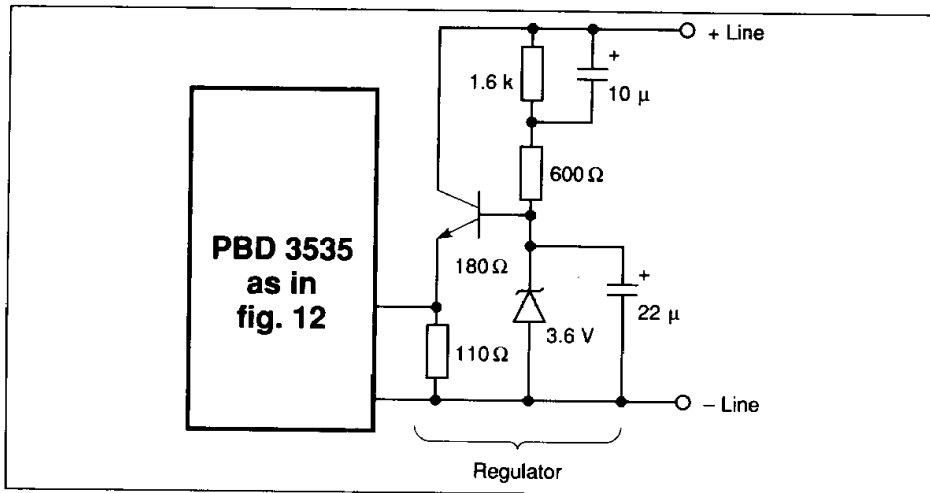 + Line
+
1.6 k
10 µ
600 Ω
PBD 3535
as in
fig. 12
180 Ω
+
22 µ
3.6 V
110 Ω
– Line
Regulator